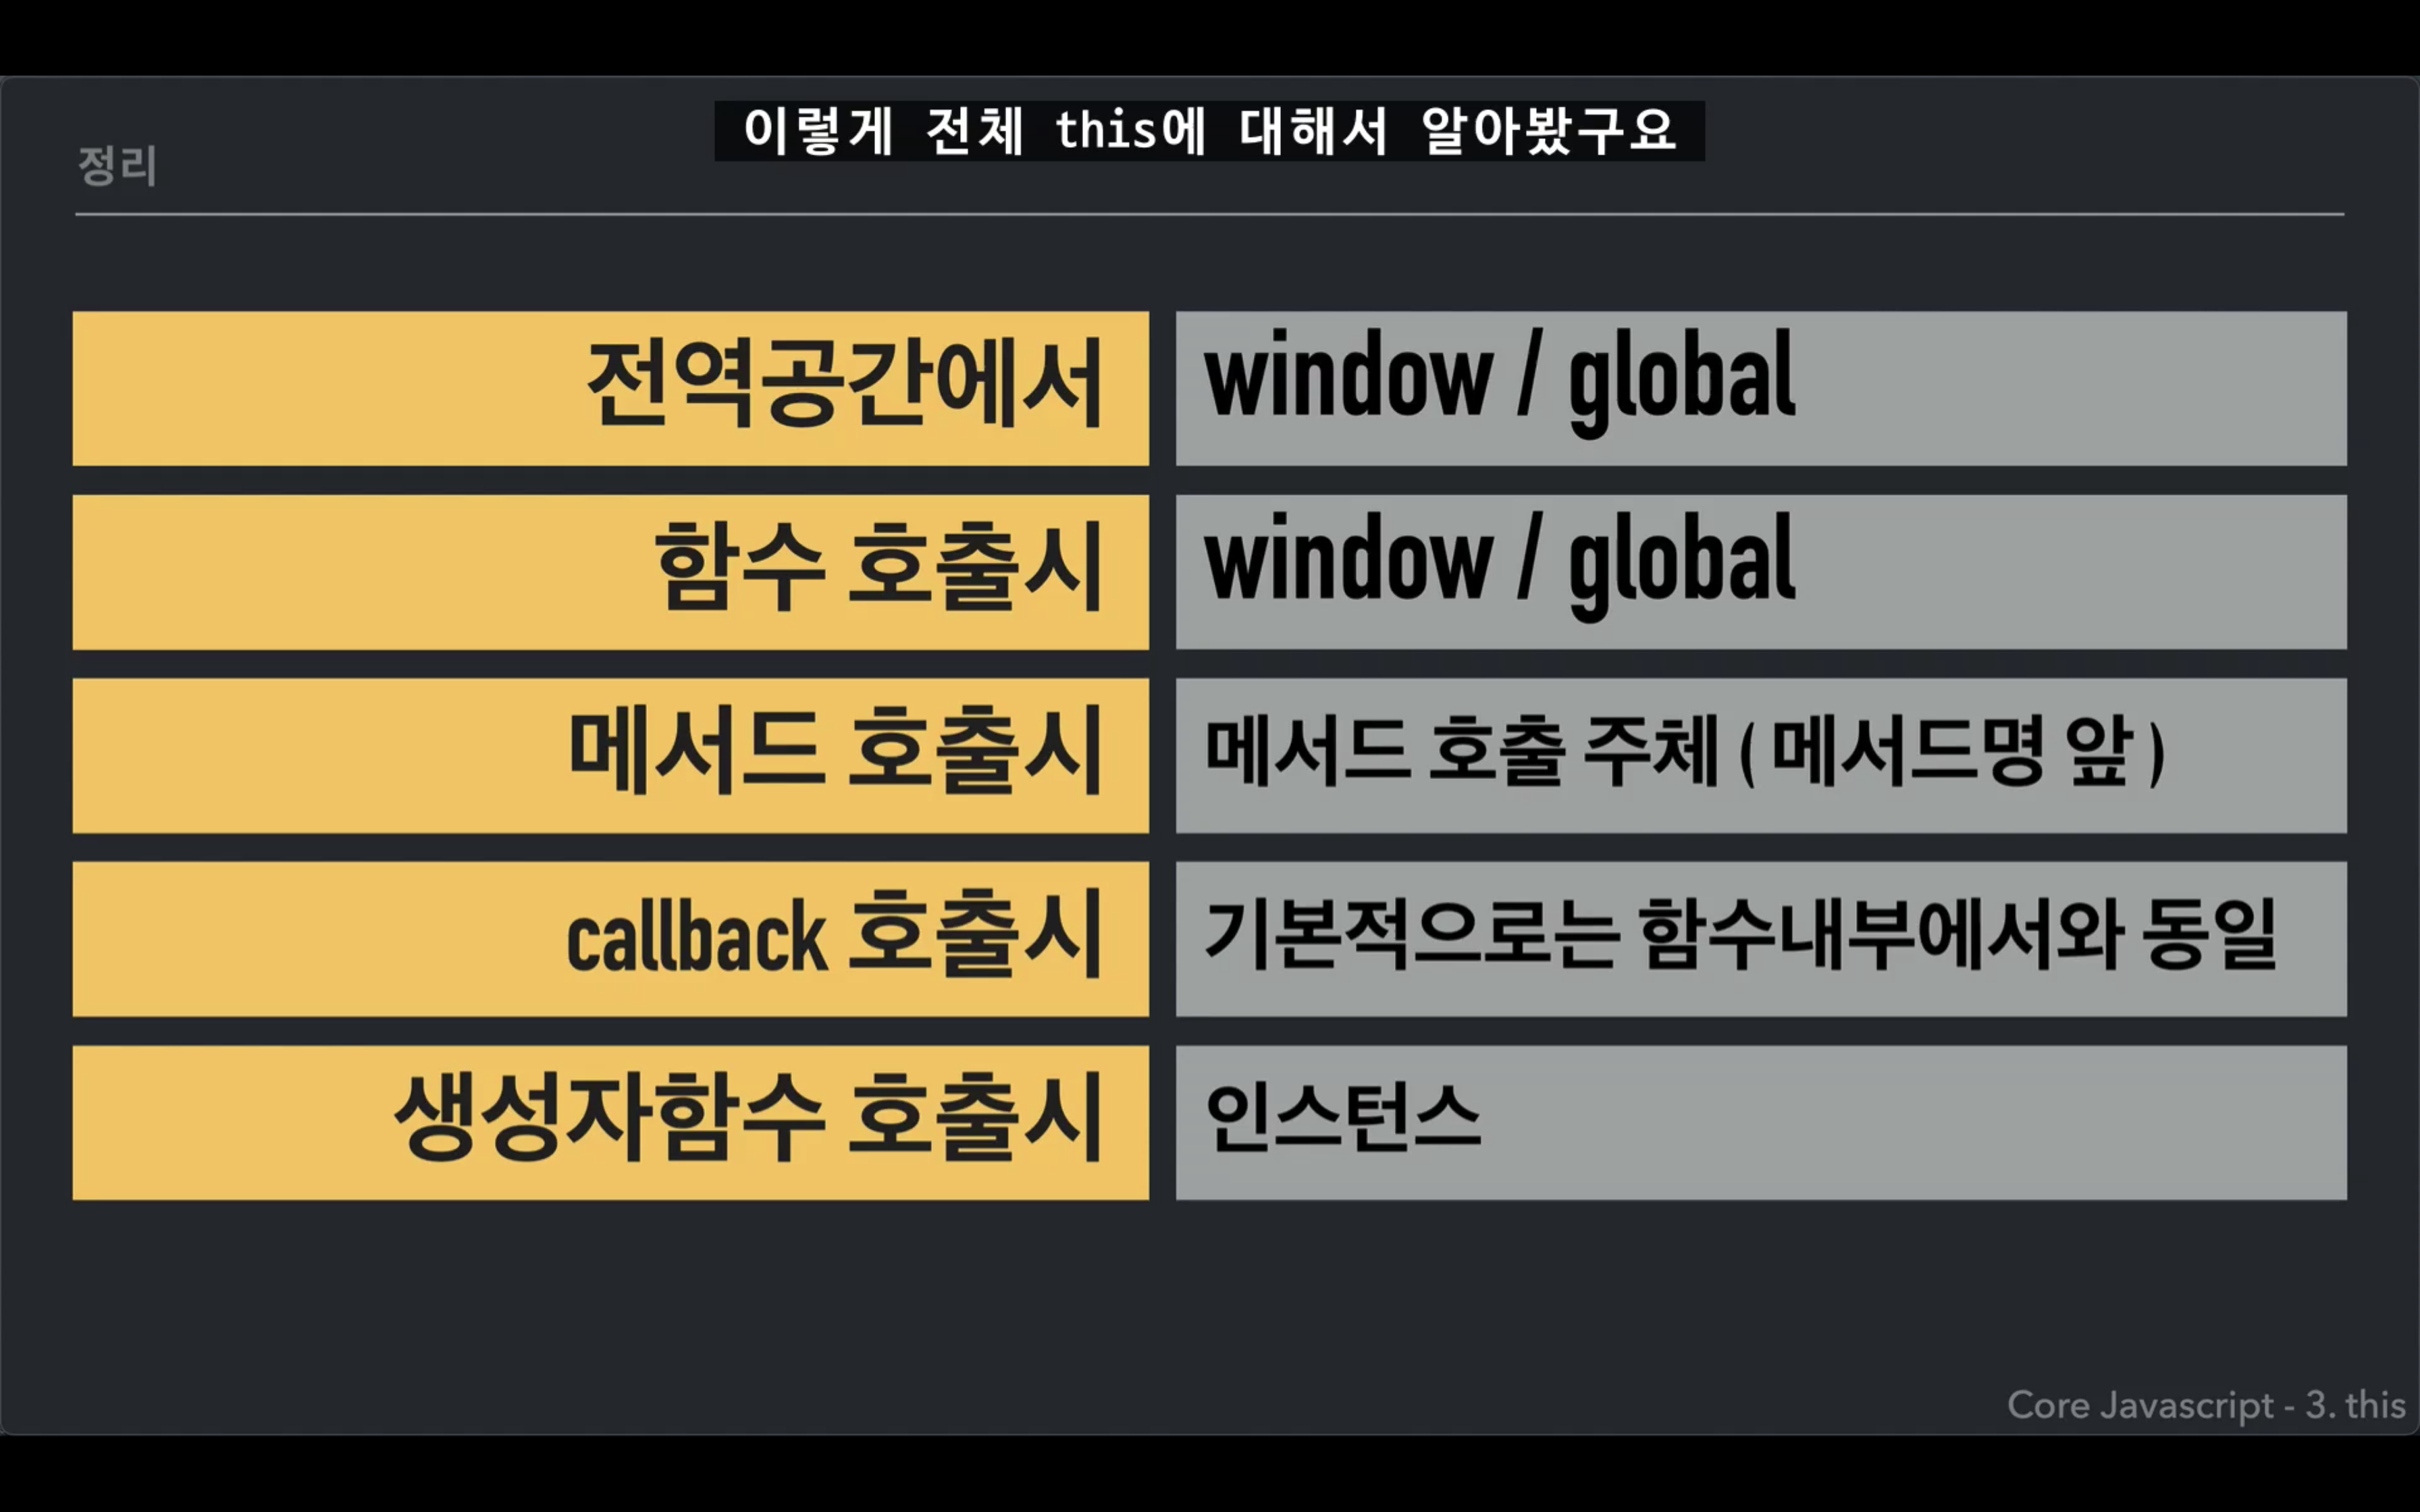 이렇게 전체 this에 대해서 알아봤구요
정리
전역공간에서 window / global
함수 호출시 window / global
메서드 호출시 메서드 호출 주체 ( 메서드명 앞 )
callback 호출시 기본적으로는 함수내부에서와 동일
생성자함수 호출시 인스턴스
Core Javascript - 3. this